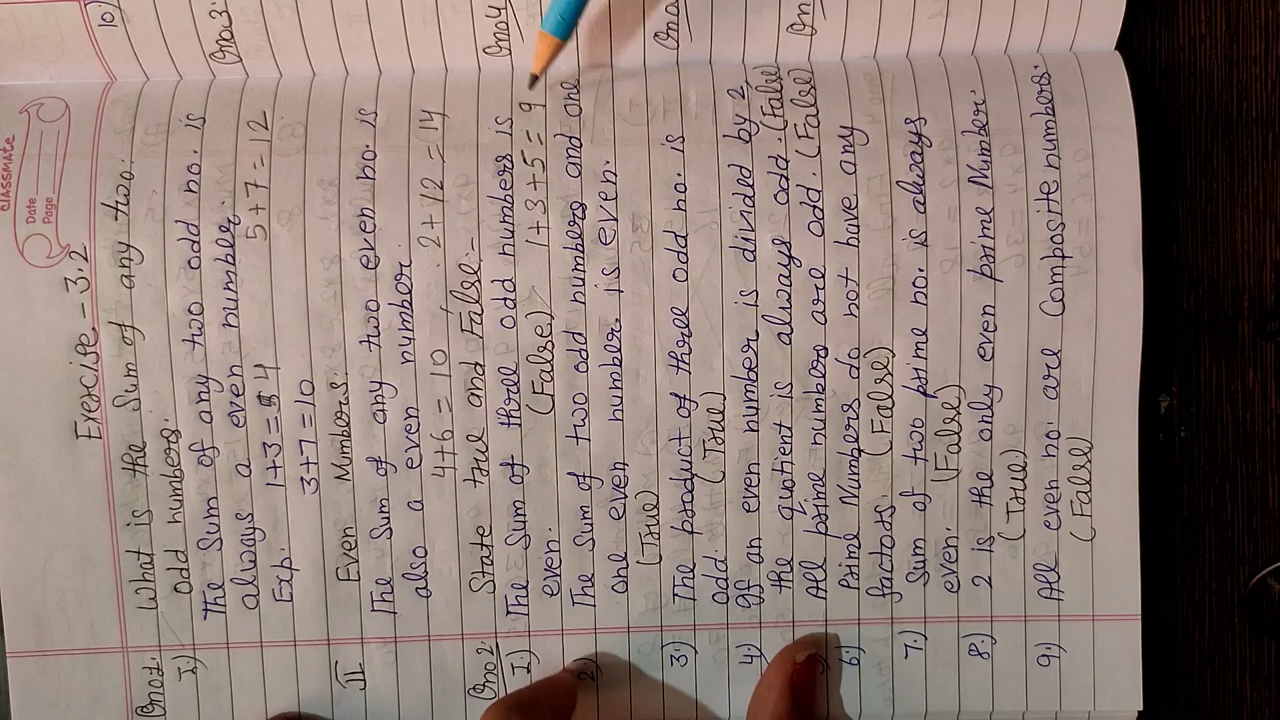 classmate
Date
Page
Exercise - 3.2
Qno1. What is the Sum of any two.
I) odd numbers.
The Sum of any two odd no. is
always a even number.
Exp. 1+3=4 5+7=12
3+7=10
II Even Numbers.
The Sum of any two even no. is
also a even number.
4+6=10, 2+12=14
Qno2 State true and False:-
I) The Sum of three odd numbers is
even. (False) 1+3+5=9
2) The Sum of two odd numbers and one
one even number is even.
(True)
3.) The product of three odd no. is
odd. (True)
4.) If an even number is divided by 2
the quotient is always odd. (False)
All prime numbers are odd. (False)
6.) Prime Numbers do not have any
factors. (False)
7.) Sum of two prime no. is always
even. (False)
8.) 2 is the only even prime Number.
(True)
9.) All even no. are Composite numbers.
(False)
10.)
Qno3.
Qno4